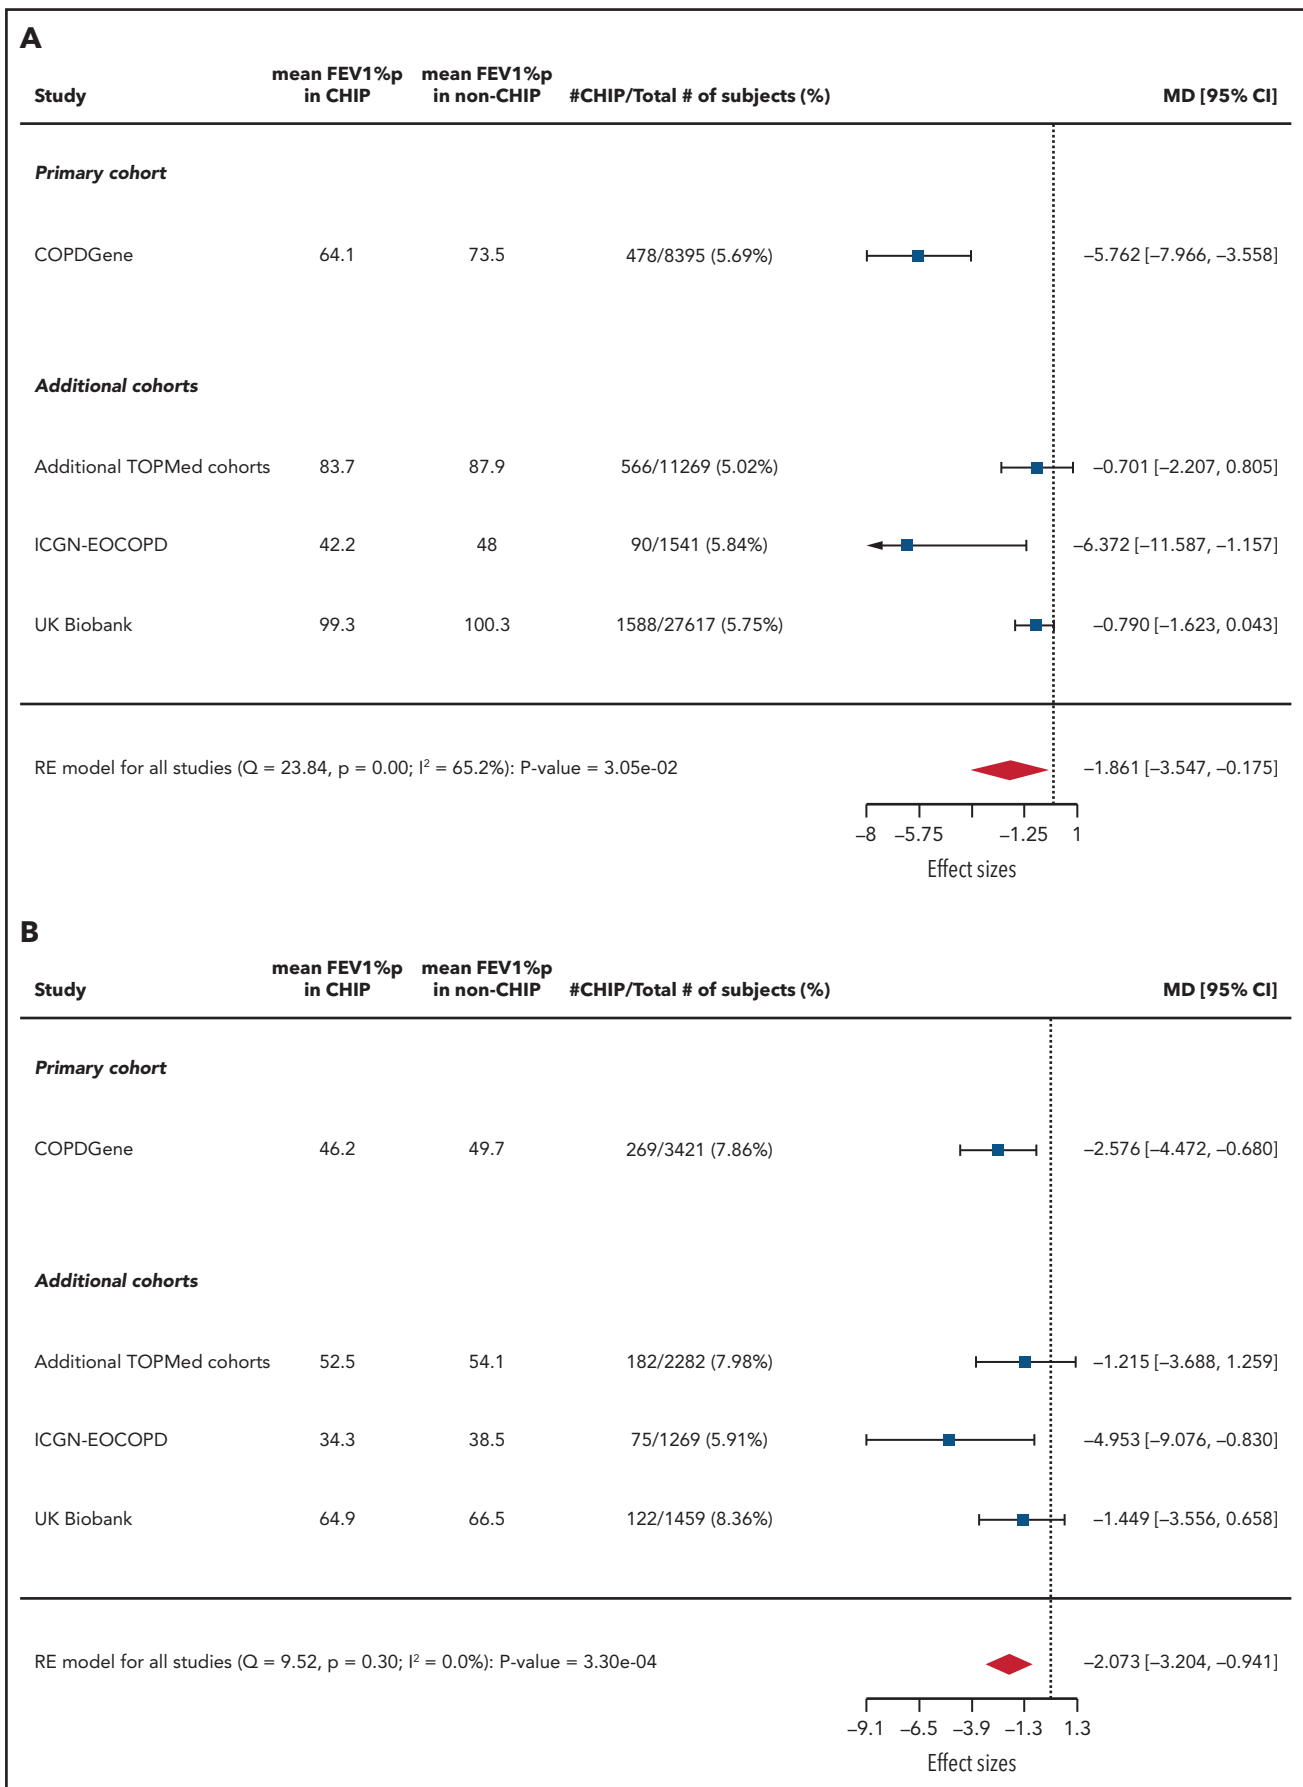 A
Study mean FEV1%p in CHIP mean FEV1%p in non-CHIP #CHIP/Total # of subjects (%) MD [95% CI]
Primary cohort
COPDGene 64.1 73.5 478/8395 (5.69%) –5.762 [–7.966, –3.558]
Additional cohorts
Additional TOPMed cohorts 83.7 87.9 566/11269 (5.02%) –0.701 [–2.207, 0.805]
ICGN-EOCOPD 42.2 48 90/1541 (5.84%) –6.372 [–11.587, –1.157]
UK Biobank 99.3 100.3 1588/27617 (5.75%) –0.790 [–1.623, 0.043]
RE model for all studies (Q = 23.84, p = 0.00; I² = 65.2%): P-value = 3.05e-02 –1.861 [–3.547, –0.175]
–8 –5.75 –1.25 1
Effect sizes
B
Study mean FEV1%p in CHIP mean FEV1%p in non-CHIP #CHIP/Total # of subjects (%) MD [95% CI]
Primary cohort
COPDGene 46.2 49.7 269/3421 (7.86%) –2.576 [–4.472, –0.680]
Additional cohorts
Additional TOPMed cohorts 52.5 54.1 182/2282 (7.98%) –1.215 [–3.688, 1.259]
ICGN-EOCOPD 34.3 38.5 75/1269 (5.91%) –4.953 [–9.076, –0.830]
UK Biobank 64.9 66.5 122/1459 (8.36%) –1.449 [–3.556, 0.658]
RE model for all studies (Q = 9.52, p = 0.30; I² = 0.0%): P-value = 3.30e-04 –2.073 [–3.204, –0.941]
–9.1 –6.5 –3.9 –1.3 1.3
Effect sizes